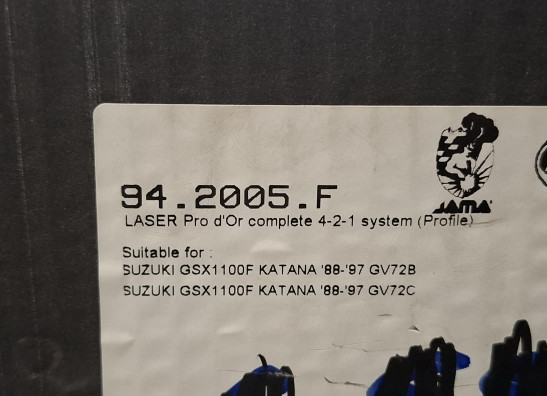 94.2005.F
LASER Pro d'Or complete 4-2-1 system (Profile)
JAMA
Suitable for :
SUZUKI GSX1100F KATANA '88-'97 GV72B
SUZUKI GSX1100F KATANA '88-'97 GV72C